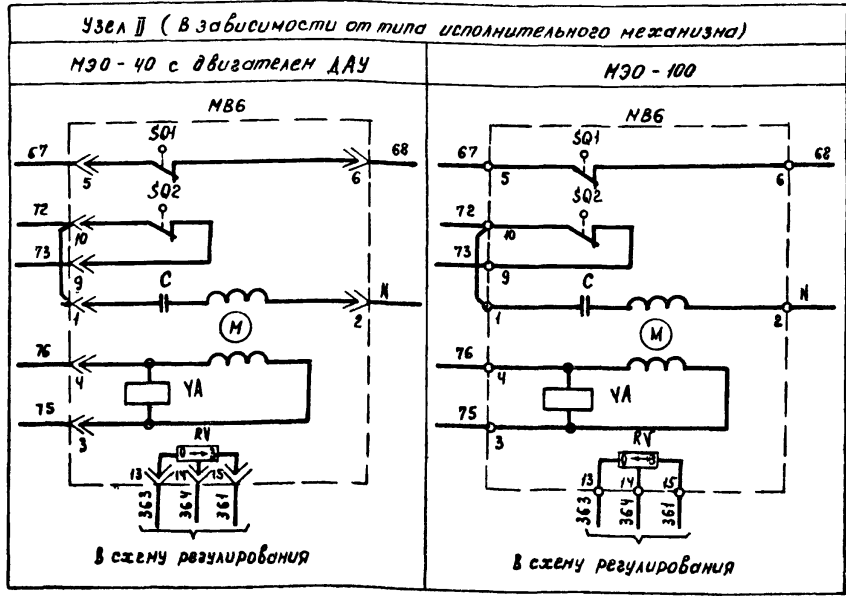 Узел II (В зависимости от типа исполнительного механизма)
МЭО-40 с двигателем ДАУ
МЭО-100
МВ6
SQ1
67
5
6
68
SQ2
72
10
73
9
C
N
1
2
M
76
4
YA
75
3
RV
13
14
15
363
364
361
В схему регулирования
МВ6
SQ1
67
5
6
68
SQ2
72
10
73
9
C
N
1
2
M
76
4
YA
75
3
RV
13
14
15
363
364
361
В схему регулирования